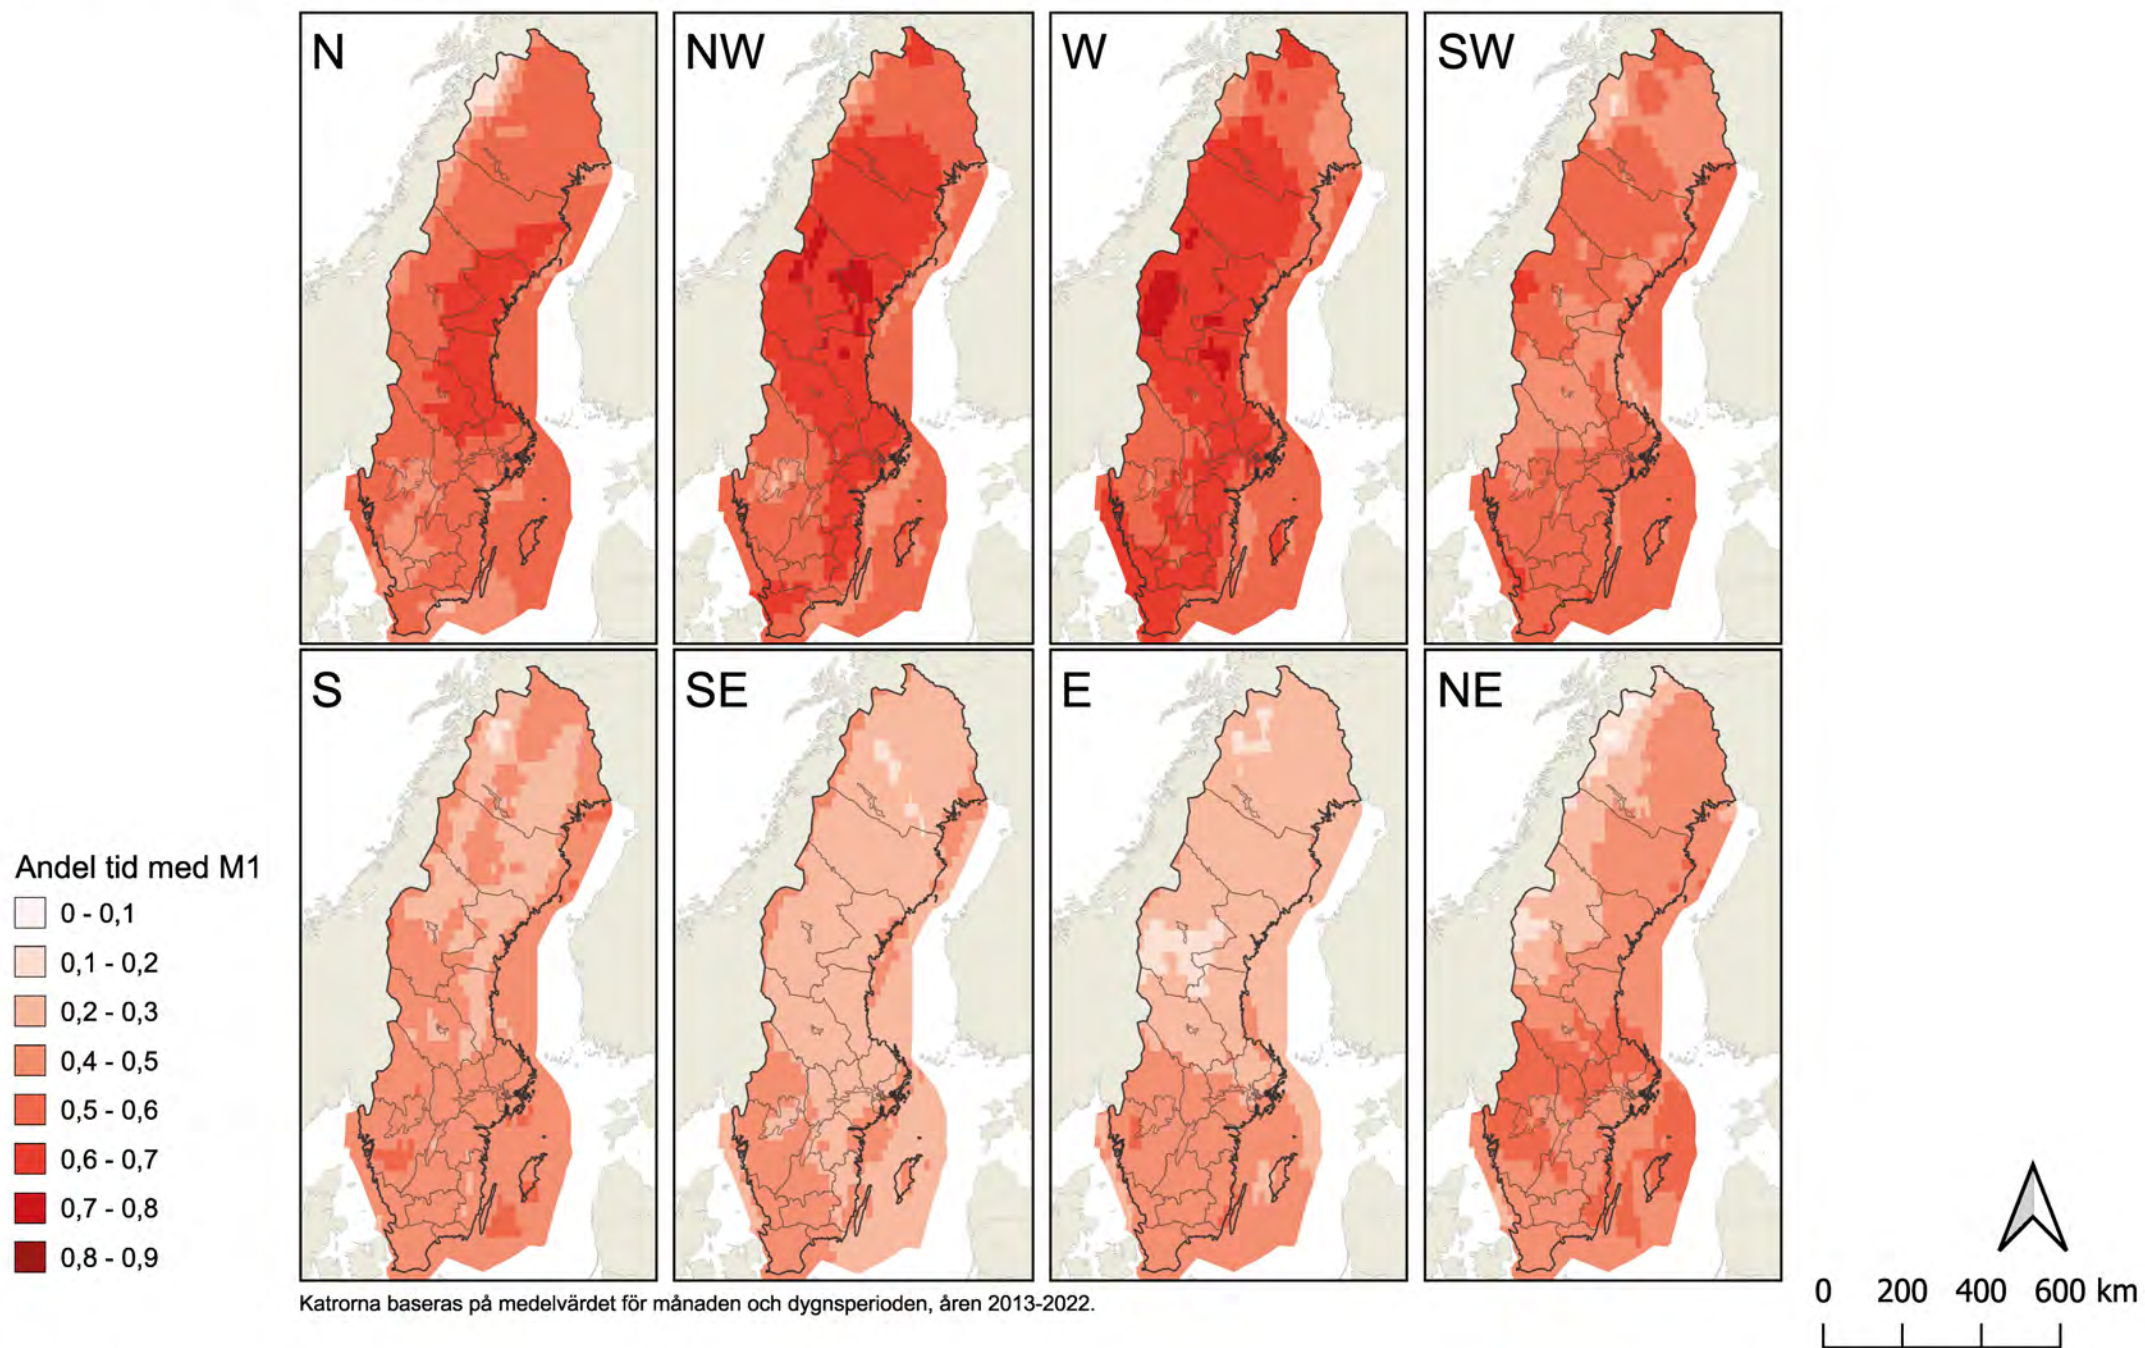 N
NW
W
SW
S
SE
E
NE
Andel tid med M1
0 - 0,1
0,1 - 0,2
0,2 - 0,3
0,4 - 0,5
0,5 - 0,6
0,6 - 0,7
0,7 - 0,8
0,8 - 0,9
Katrorna baseras på medelvärdet för månaden och dygnsperioden, åren 2013-2022.
0 200 400 600 km